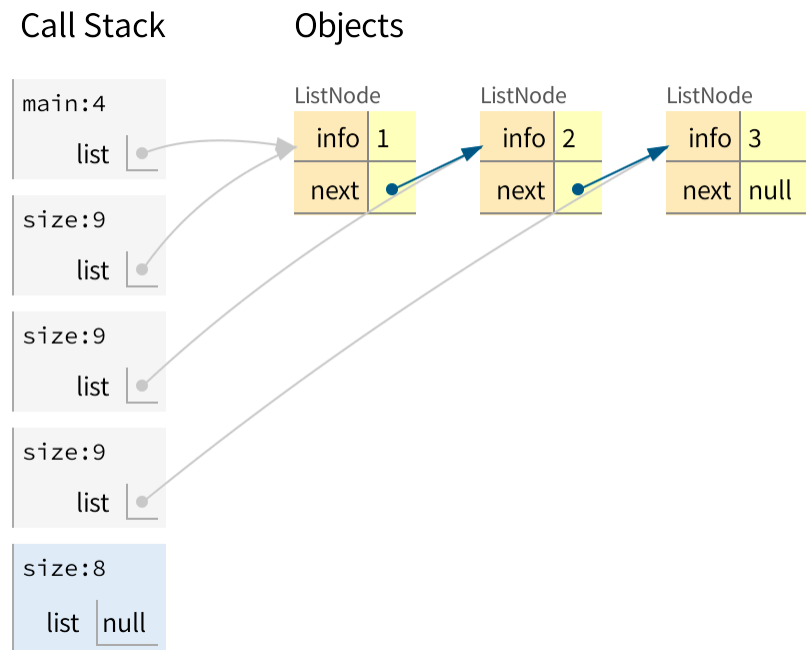 Call Stack
Objects
main:4
list
size:9
list
size:9
list
size:9
list
size:8
list null
ListNode
info 1
next
ListNode
info 2
next
ListNode
info 3
next null